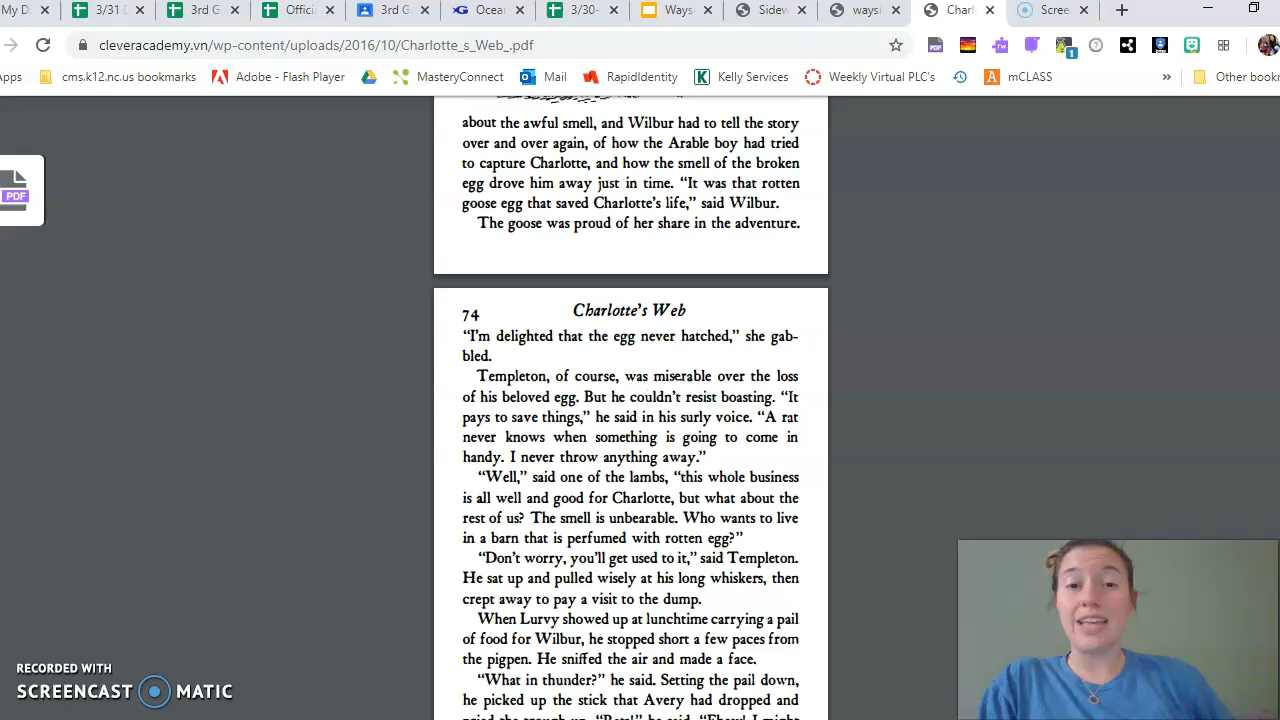 My D
3/31 D
3rd G
Offici
3rd G
Ocean
3/30-
Ways
Sidew
waysi
Charl
Scree
cleveracademy.vn/wp-content/uploads/2016/10/Charlotte_s_Web_.pdf
Apps
cms.k12.nc.us bookmarks
Adobe - Flash Player
MasteryConnect
Mail
RapidIdentity
Kelly Services
Weekly Virtual PLC's
mCLASS
»
Other book
PDF
about the awful smell, and Wilbur had to tell the story
over and over again, of how the Arable boy had tried
to capture Charlotte, and how the smell of the broken
egg drove him away just in time. “It was that rotten
goose egg that saved Charlotte’s life,” said Wilbur.
The goose was proud of her share in the adventure.
74 Charlotte’s Web
“I’m delighted that the egg never hatched,” she gab-
bled.
Templeton, of course, was miserable over the loss
of his beloved egg. But he couldn’t resist boasting. “It
pays to save things,” he said in his surly voice. “A rat
never knows when something is going to come in
handy. I never throw anything away.”
“Well,” said one of the lambs, “this whole business
is all well and good for Charlotte, but what about the
rest of us? The smell is unbearable. Who wants to live
in a barn that is perfumed with rotten egg?”
“Don’t worry, you’ll get used to it,” said Templeton.
He sat up and pulled wisely at his long whiskers, then
crept away to pay a visit to the dump.
When Lurvy showed up at lunchtime carrying a pail
of food for Wilbur, he stopped short a few paces from
the pigpen. He sniffed the air and made a face.
“What in thunder?” he said. Setting the pail down,
he picked up the stick that Avery had dropped and
RECORDED WITH
SCREENCAST MATIC